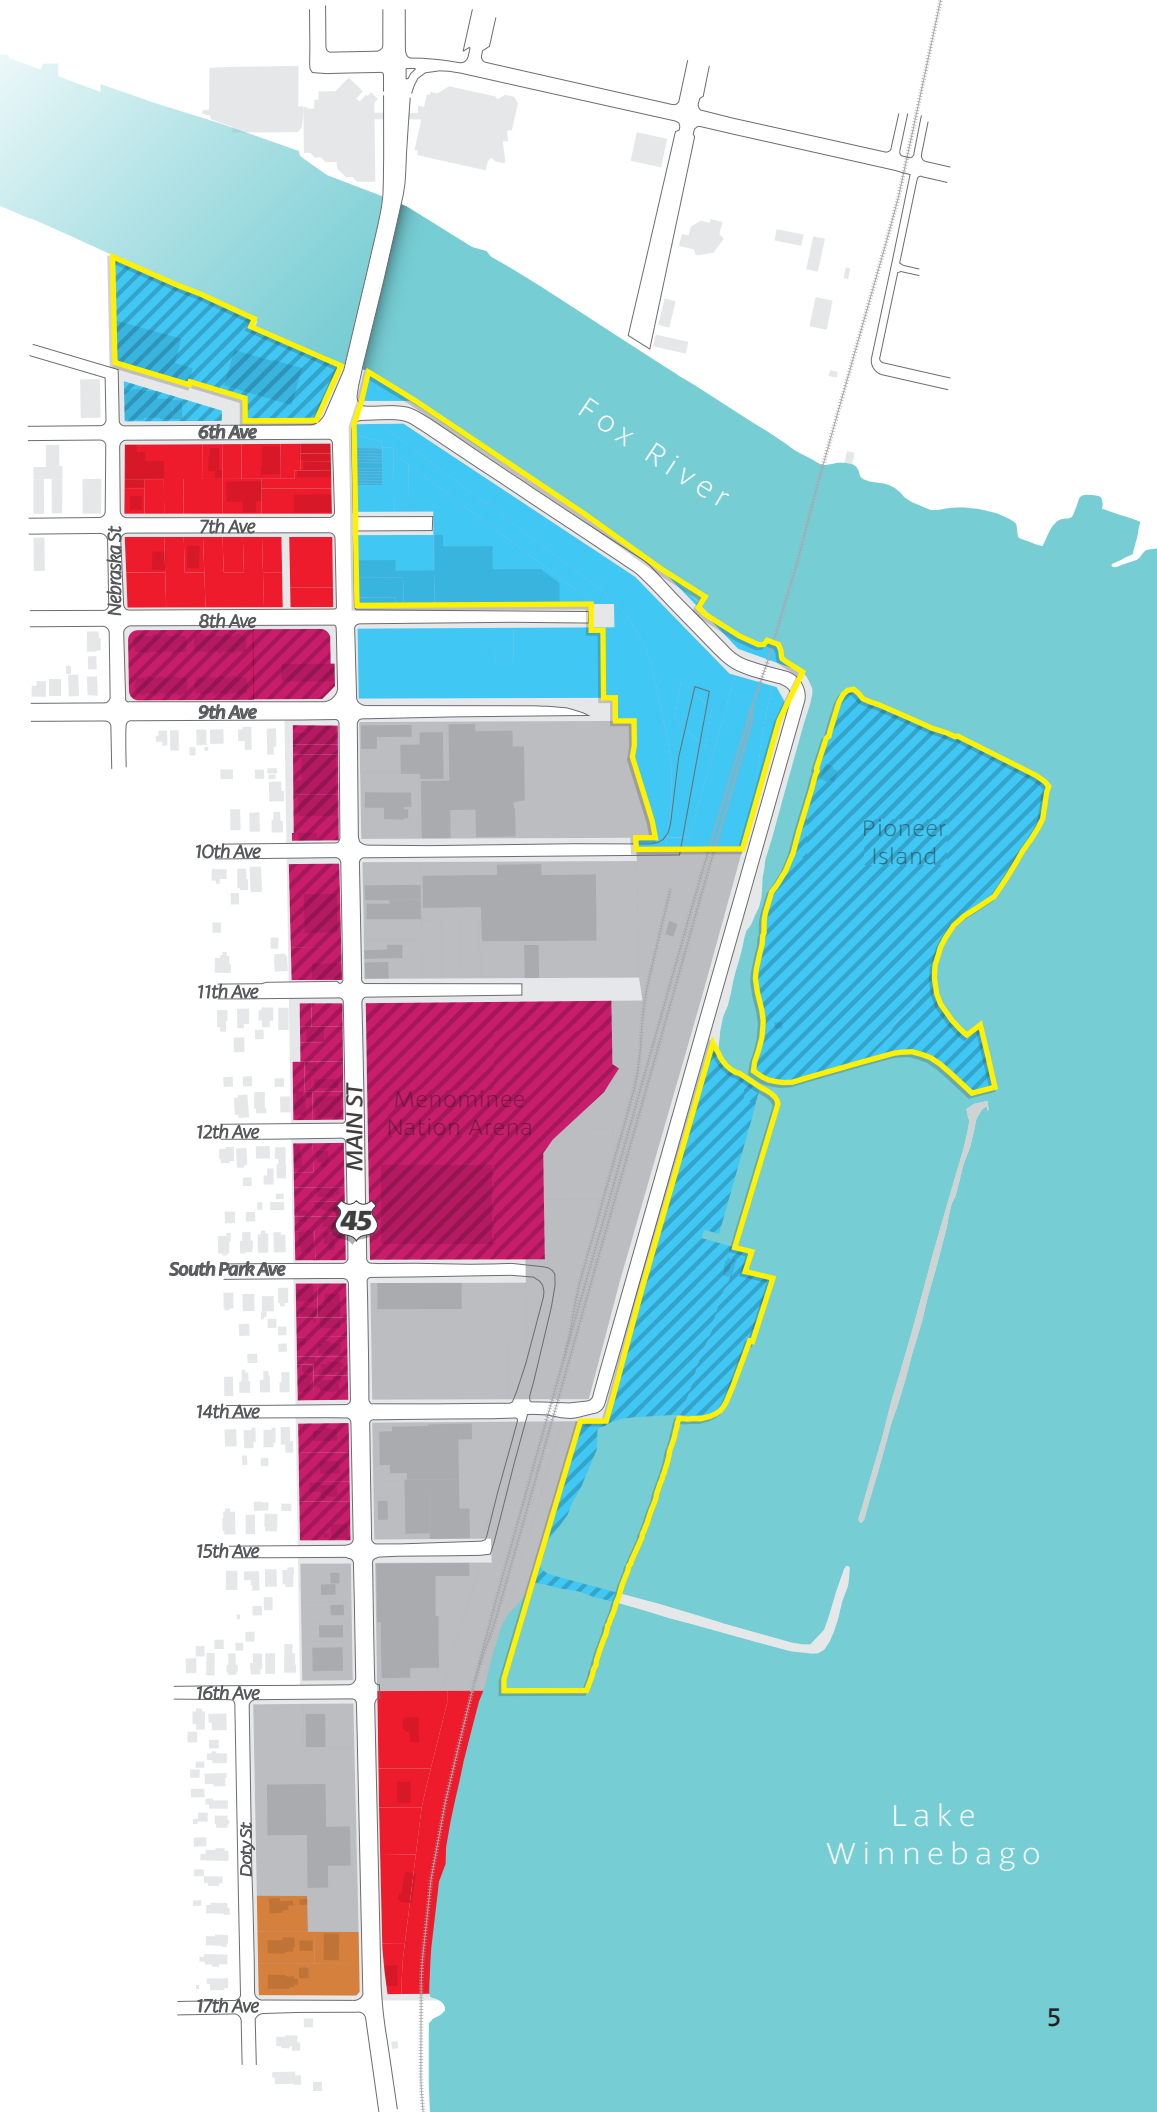 Fox River
6th Ave
7th Ave
Nebraska St
8th Ave
9th Ave
Pioneer
Island
10th Ave
11th Ave
MAIN ST
Menominee
Nation Arena
12th Ave
45
South Park Ave
14th Ave
15th Ave
16th Ave
Lake
Winnebago
Doty St
17th Ave
5